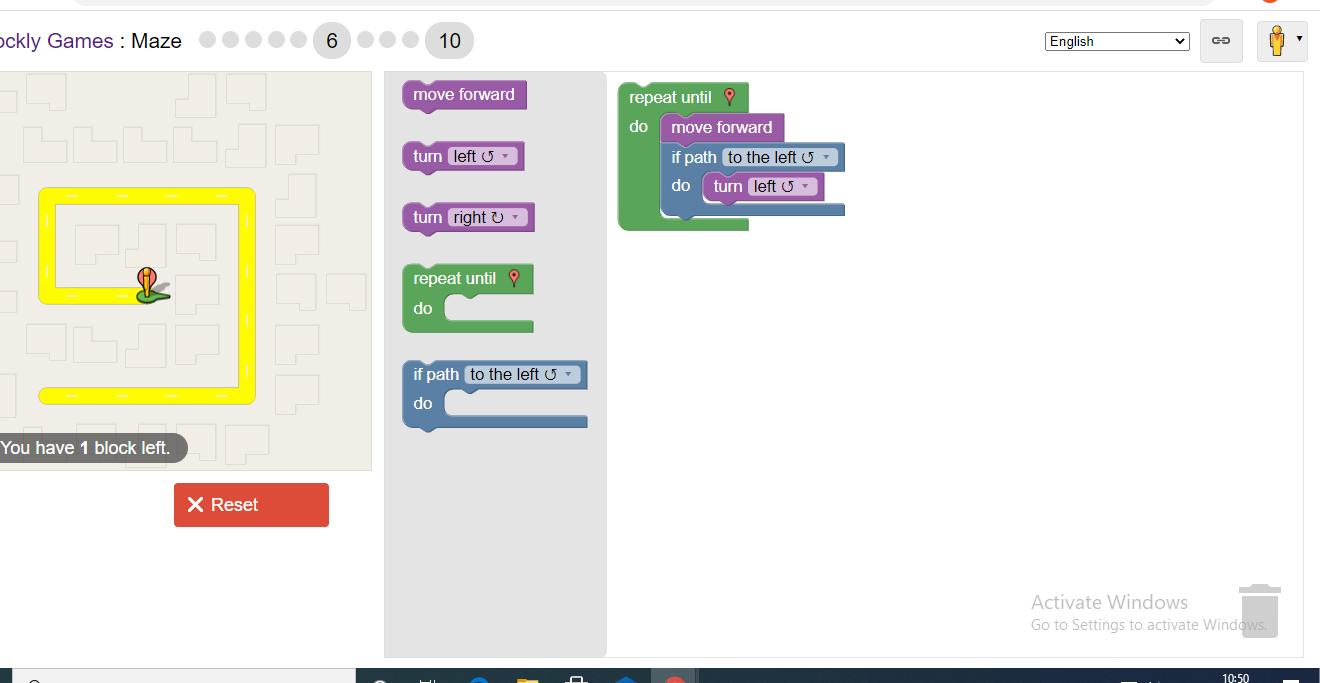 ockly Games : Maze 6 10 English
move forward
turn left ↺
turn right ↻
repeat until
do
if path to the left ↺
do
repeat until
do move forward
if path to the left ↺
do turn left ↺
You have 1 block left.
Reset
Activate Windows
Go to Settings to activate Windows.
10:50